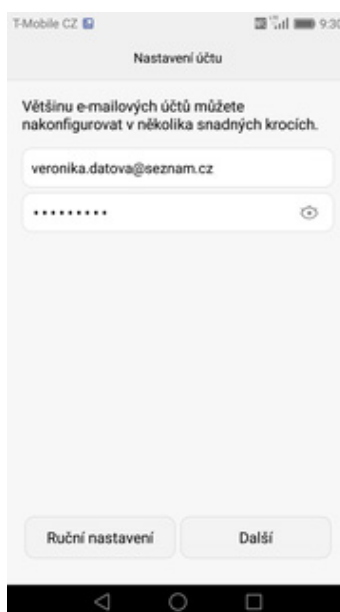 T-Mobile CZ 9:30
Nastavení účtu
Většinu e-mailových účtů můžete
nakonfigurovat v několika snadných krocích.
veronika.datova@seznam.cz
•••••••••
Ruční nastavení Další